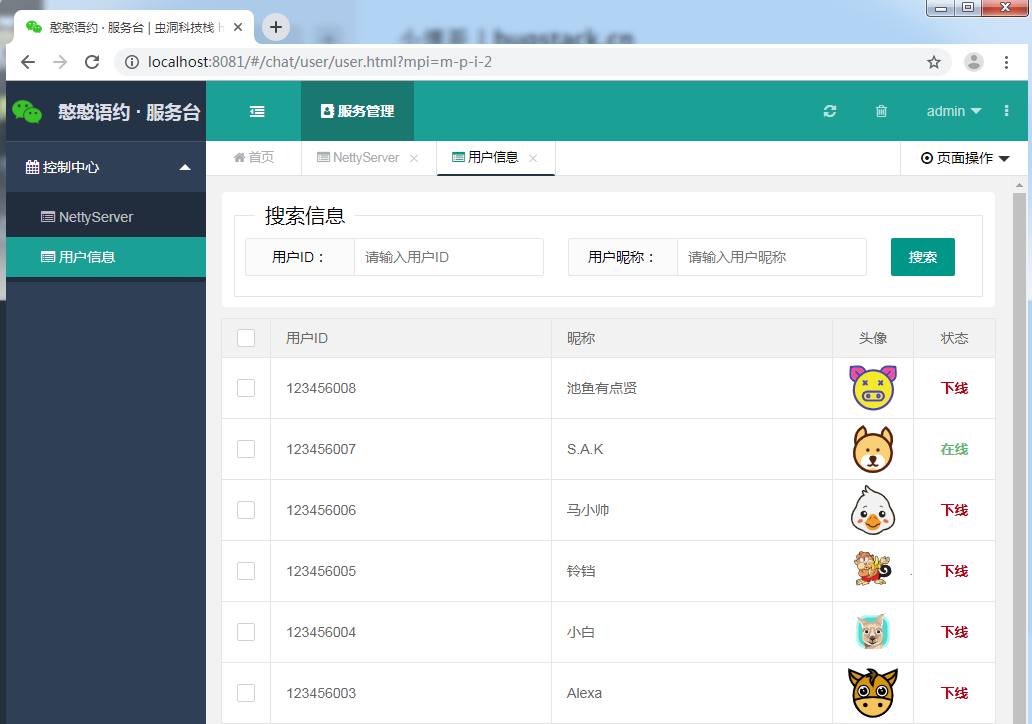 憨憨语约 · 服务台 | 虫洞科技栈
localhost:8081/#/chat/user/user.html?mpi=m-p-i-2
憨憨语约 · 服务台
服务管理
admin
控制中心
首页
NettyServer
用户信息
页面操作
NettyServer
用户信息
搜索信息
用户ID：
请输入用户ID
用户昵称：
请输入用户昵称
搜索
用户ID 昵称 头像 状态
123456008 池鱼有点贤 下线
123456007 S.A.K 在线
123456006 马小帅 下线
123456005 铃铛 下线
123456004 小白 下线
123456003 Alexa 下线